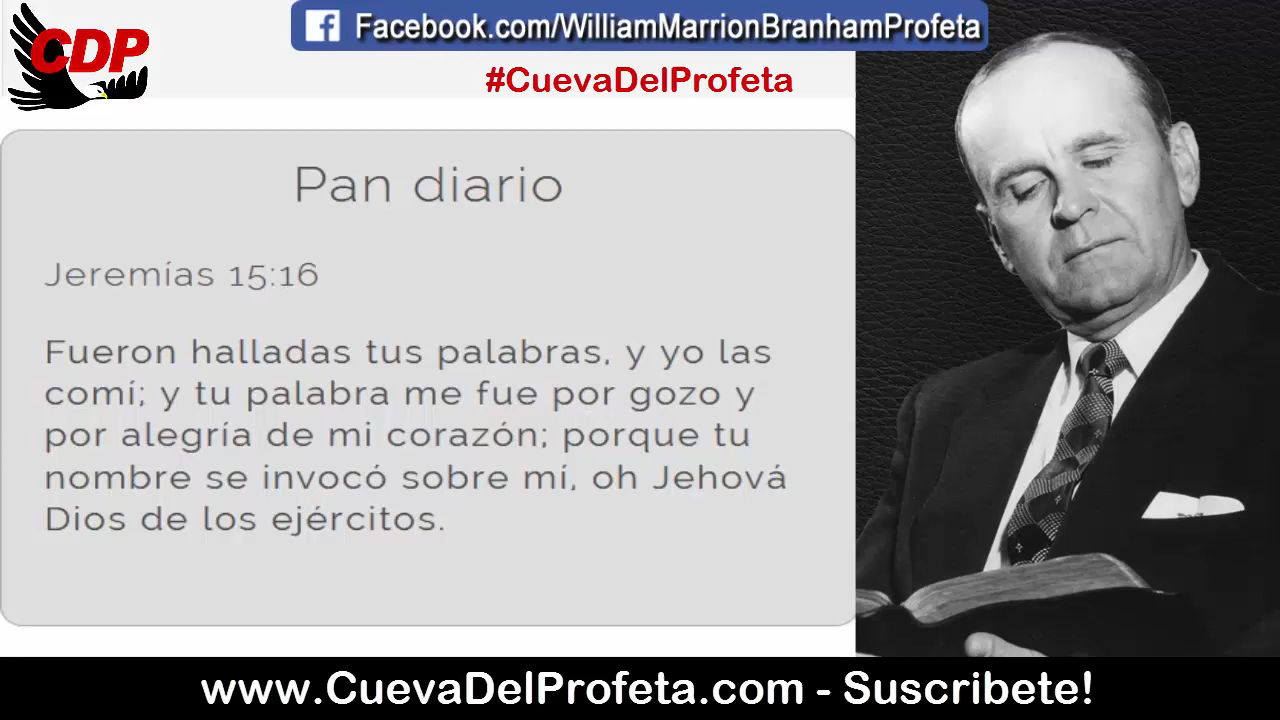 CDP
Facebook.com/WilliamMarrionBranhamProfeta
#CuevaDelProfeta
Pan diario
Jeremías 15:16
Fueron halladas tus palabras, y yo las
comí; y tu palabra me fue por gozo y
por alegría de mi corazón; porque tu
nombre se invocó sobre mí, oh Jehová
Dios de los ejércitos.
www.CuevaDelProfeta.com - Suscribete!